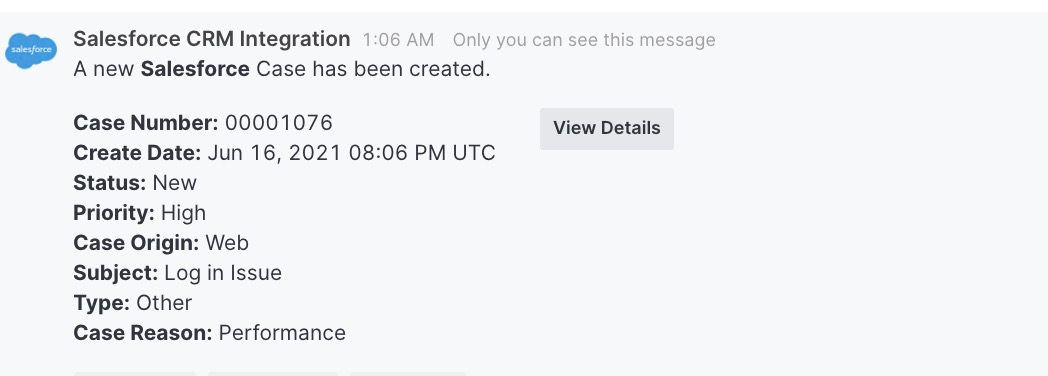 salesforce
Salesforce CRM Integration 1:06 AM Only you can see this message
A new Salesforce Case has been created.
Case Number: 00001076
View Details
Create Date: Jun 16, 2021 08:06 PM UTC
Status: New
Priority: High
Case Origin: Web
Subject: Log in Issue
Type: Other
Case Reason: Performance